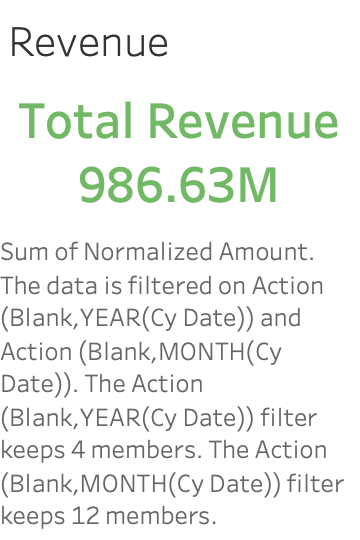 Revenue
Total Revenue
986.63M
Sum of Normalized Amount.
The data is filtered on Action
(Blank,YEAR(Cy Date)) and
Action (Blank,MONTH(Cy
Date)). The Action
(Blank,YEAR(Cy Date)) filter
keeps 4 members. The Action
(Blank,MONTH(Cy Date)) filter
keeps 12 members.